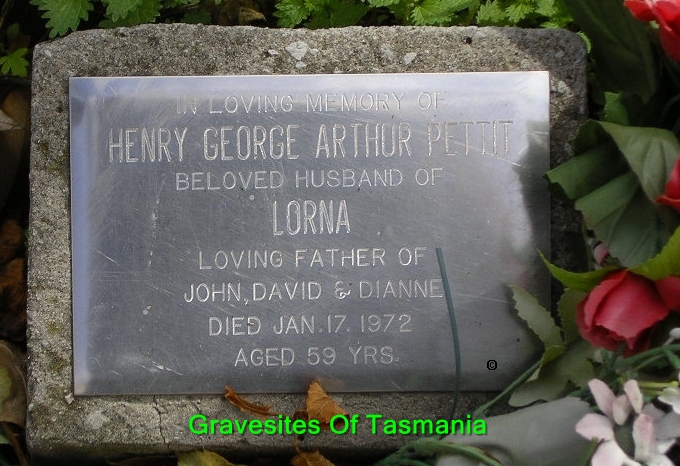 IN LOVING MEMORY OF
HENRY GEORGE ARTHUR PETTIT
BELOVED HUSBAND OF
LORNA
LOVING FATHER OF
JOHN, DAVID & DIANNE
DIED JAN. 17. 1972
AGED 59 YRS.
©
Gravesites Of Tasmania